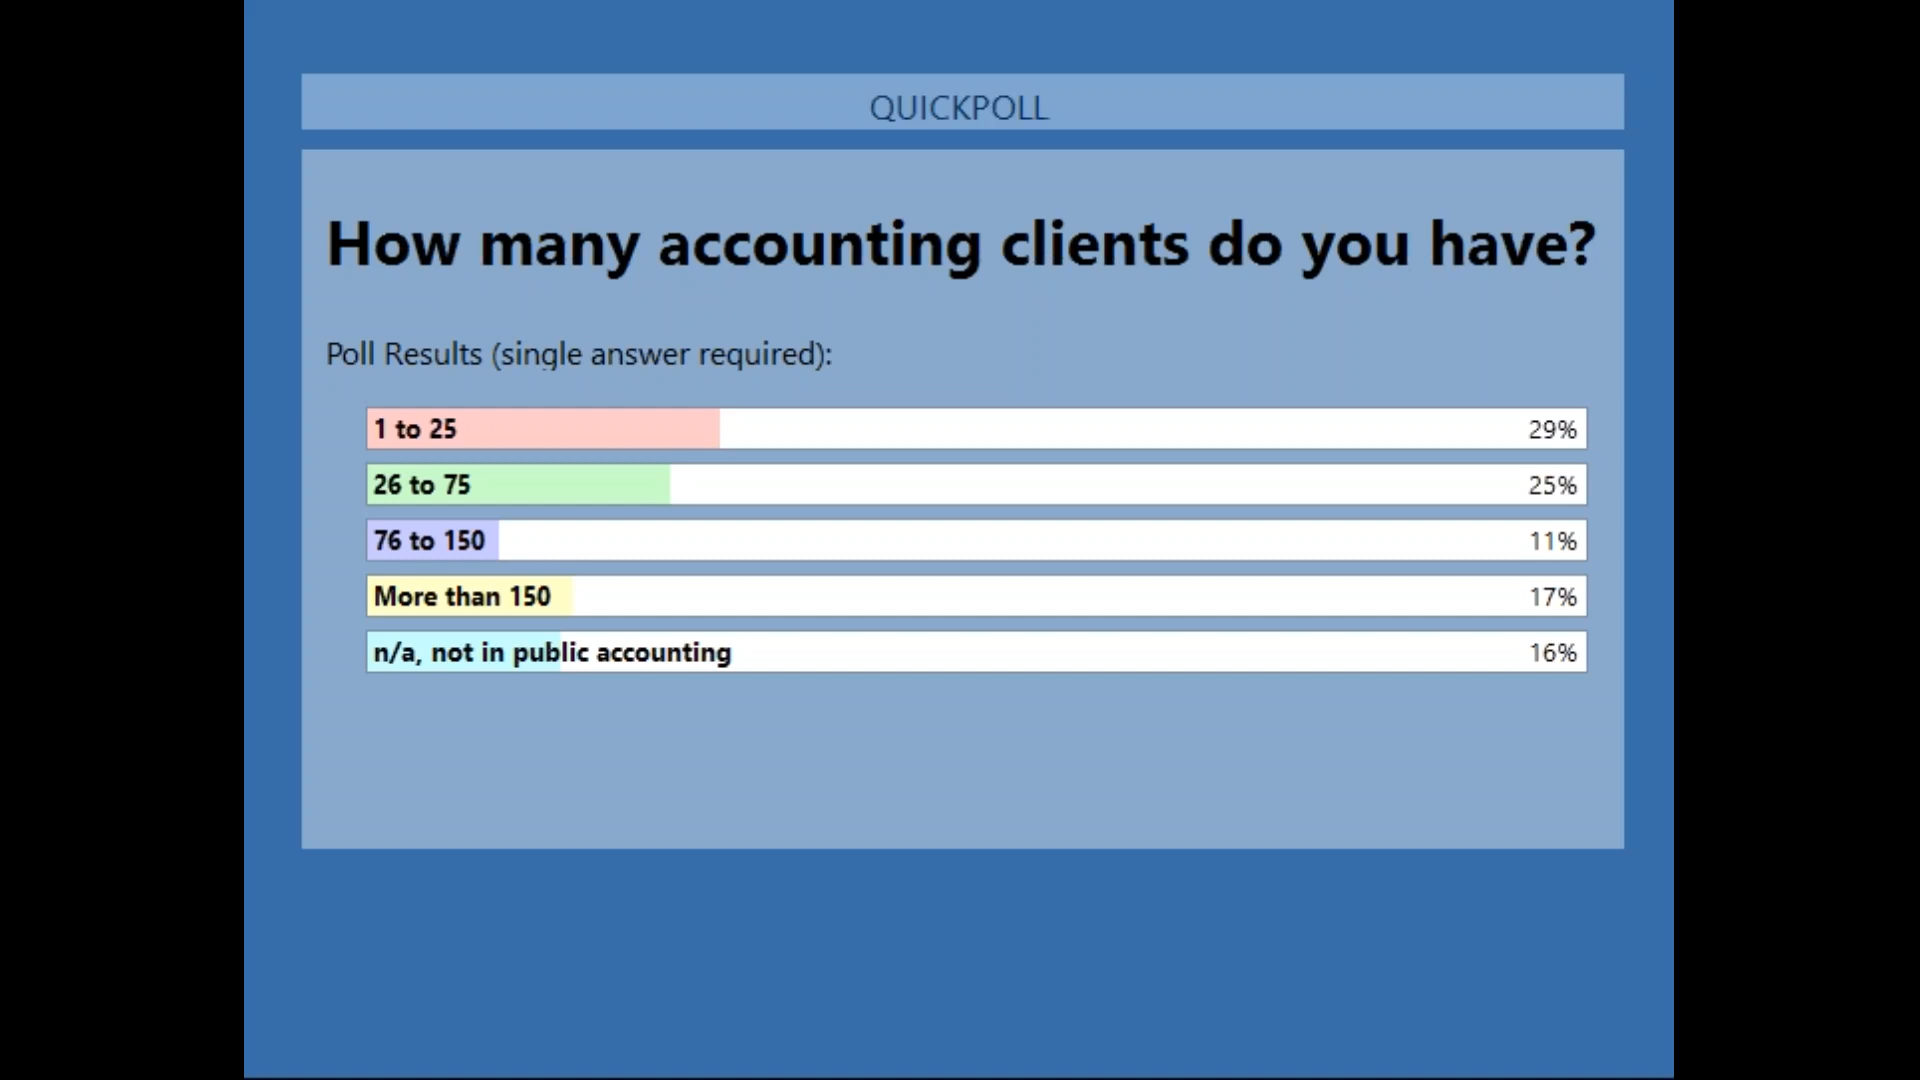 QUICKPOLL
How many accounting clients do you have?
Poll Results (single answer required):
1 to 25 29%
26 to 75 25%
76 to 150 11%
More than 150 17%
n/a, not in public accounting 16%